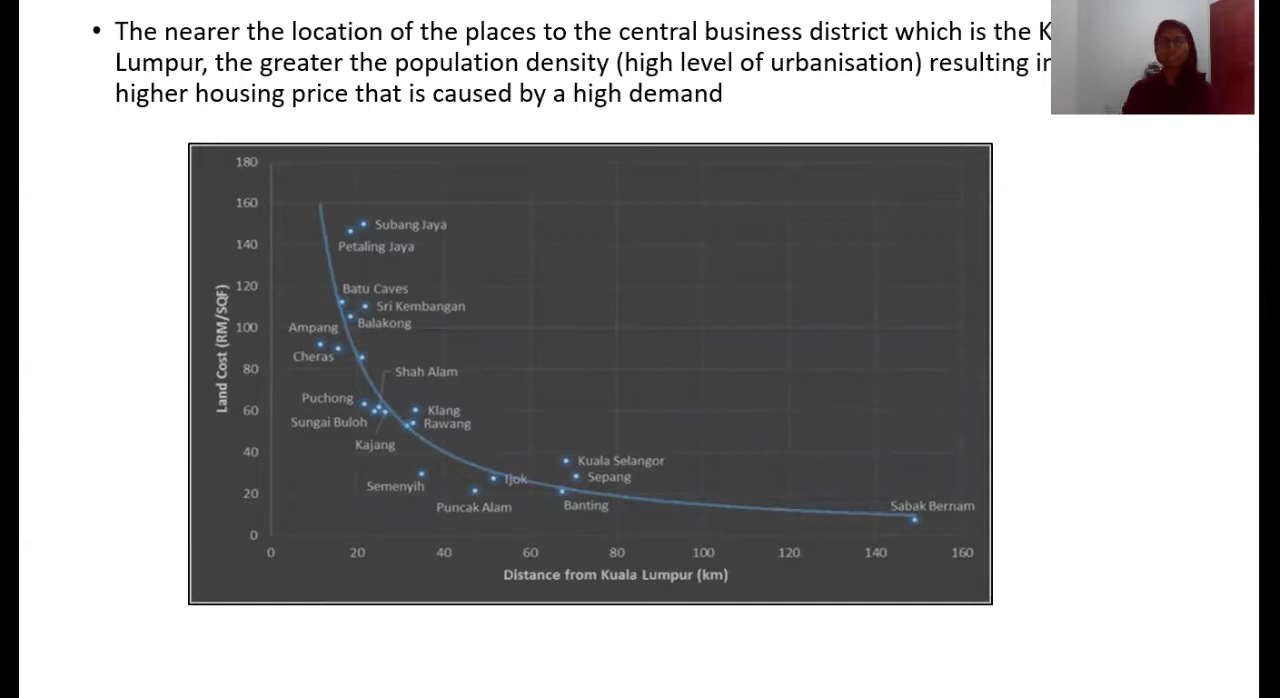 • The nearer the location of the places to the central business district which is the K
Lumpur, the greater the population density (high level of urbanisation) resulting in
higher housing price that is caused by a high demand
180
160
140
120
100
80
60
40
20
0
Land Cost (RM/SQF)
Subang Jaya
Petaling Jaya
Batu Caves
Sri Kembangan
Balakong
Ampang
Cheras
Shah Alam
Puchong
Klang
Sungai Buloh
Rawang
Kajang
Kuala Selangor
Semenyih
Ijok
Sepang
Puncak Alam
Banting
Sabak Bernam
0 20 40 60 80 100 120 140 160
Distance from Kuala Lumpur (km)